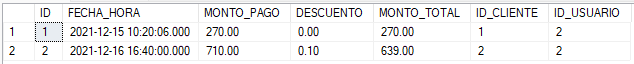 ID FECHA_HORA MONTO_PAGO DESCUENTO MONTO_TOTAL ID_CLIENTE ID_USUARIO
1 1 2021-12-15 10:20:06.000 270.00 0.00 270.00 1 2
2 2 2021-12-16 16:40:00.000 710.00 0.10 639.00 2 2